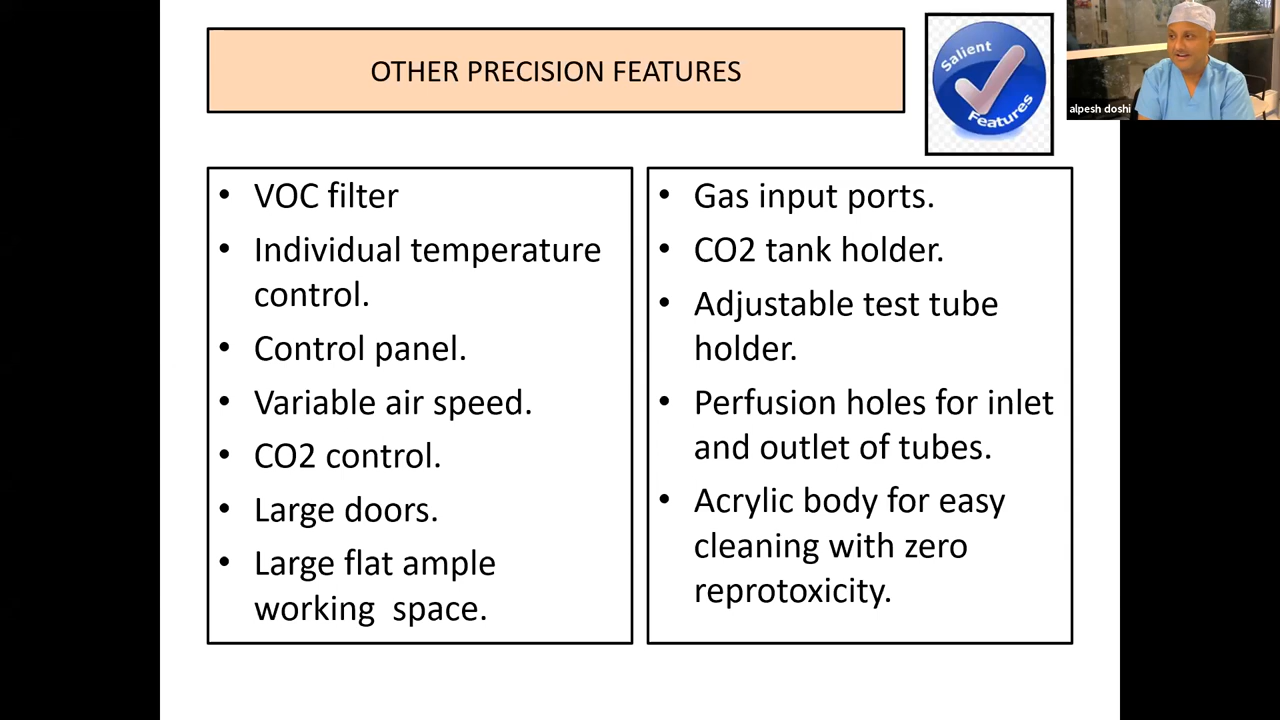 OTHER PRECISION FEATURES
Salient
Features
alpesh doshi
• VOC filter
• Individual temperature
control.
• Control panel.
• Variable air speed.
• CO2 control.
• Large doors.
• Large flat ample
working  space.
• Gas input ports.
• CO2 tank holder.
• Adjustable test tube
holder.
• Perfusion holes for inlet
and outlet of tubes.
• Acrylic body for easy
cleaning with zero
reprotoxicity.